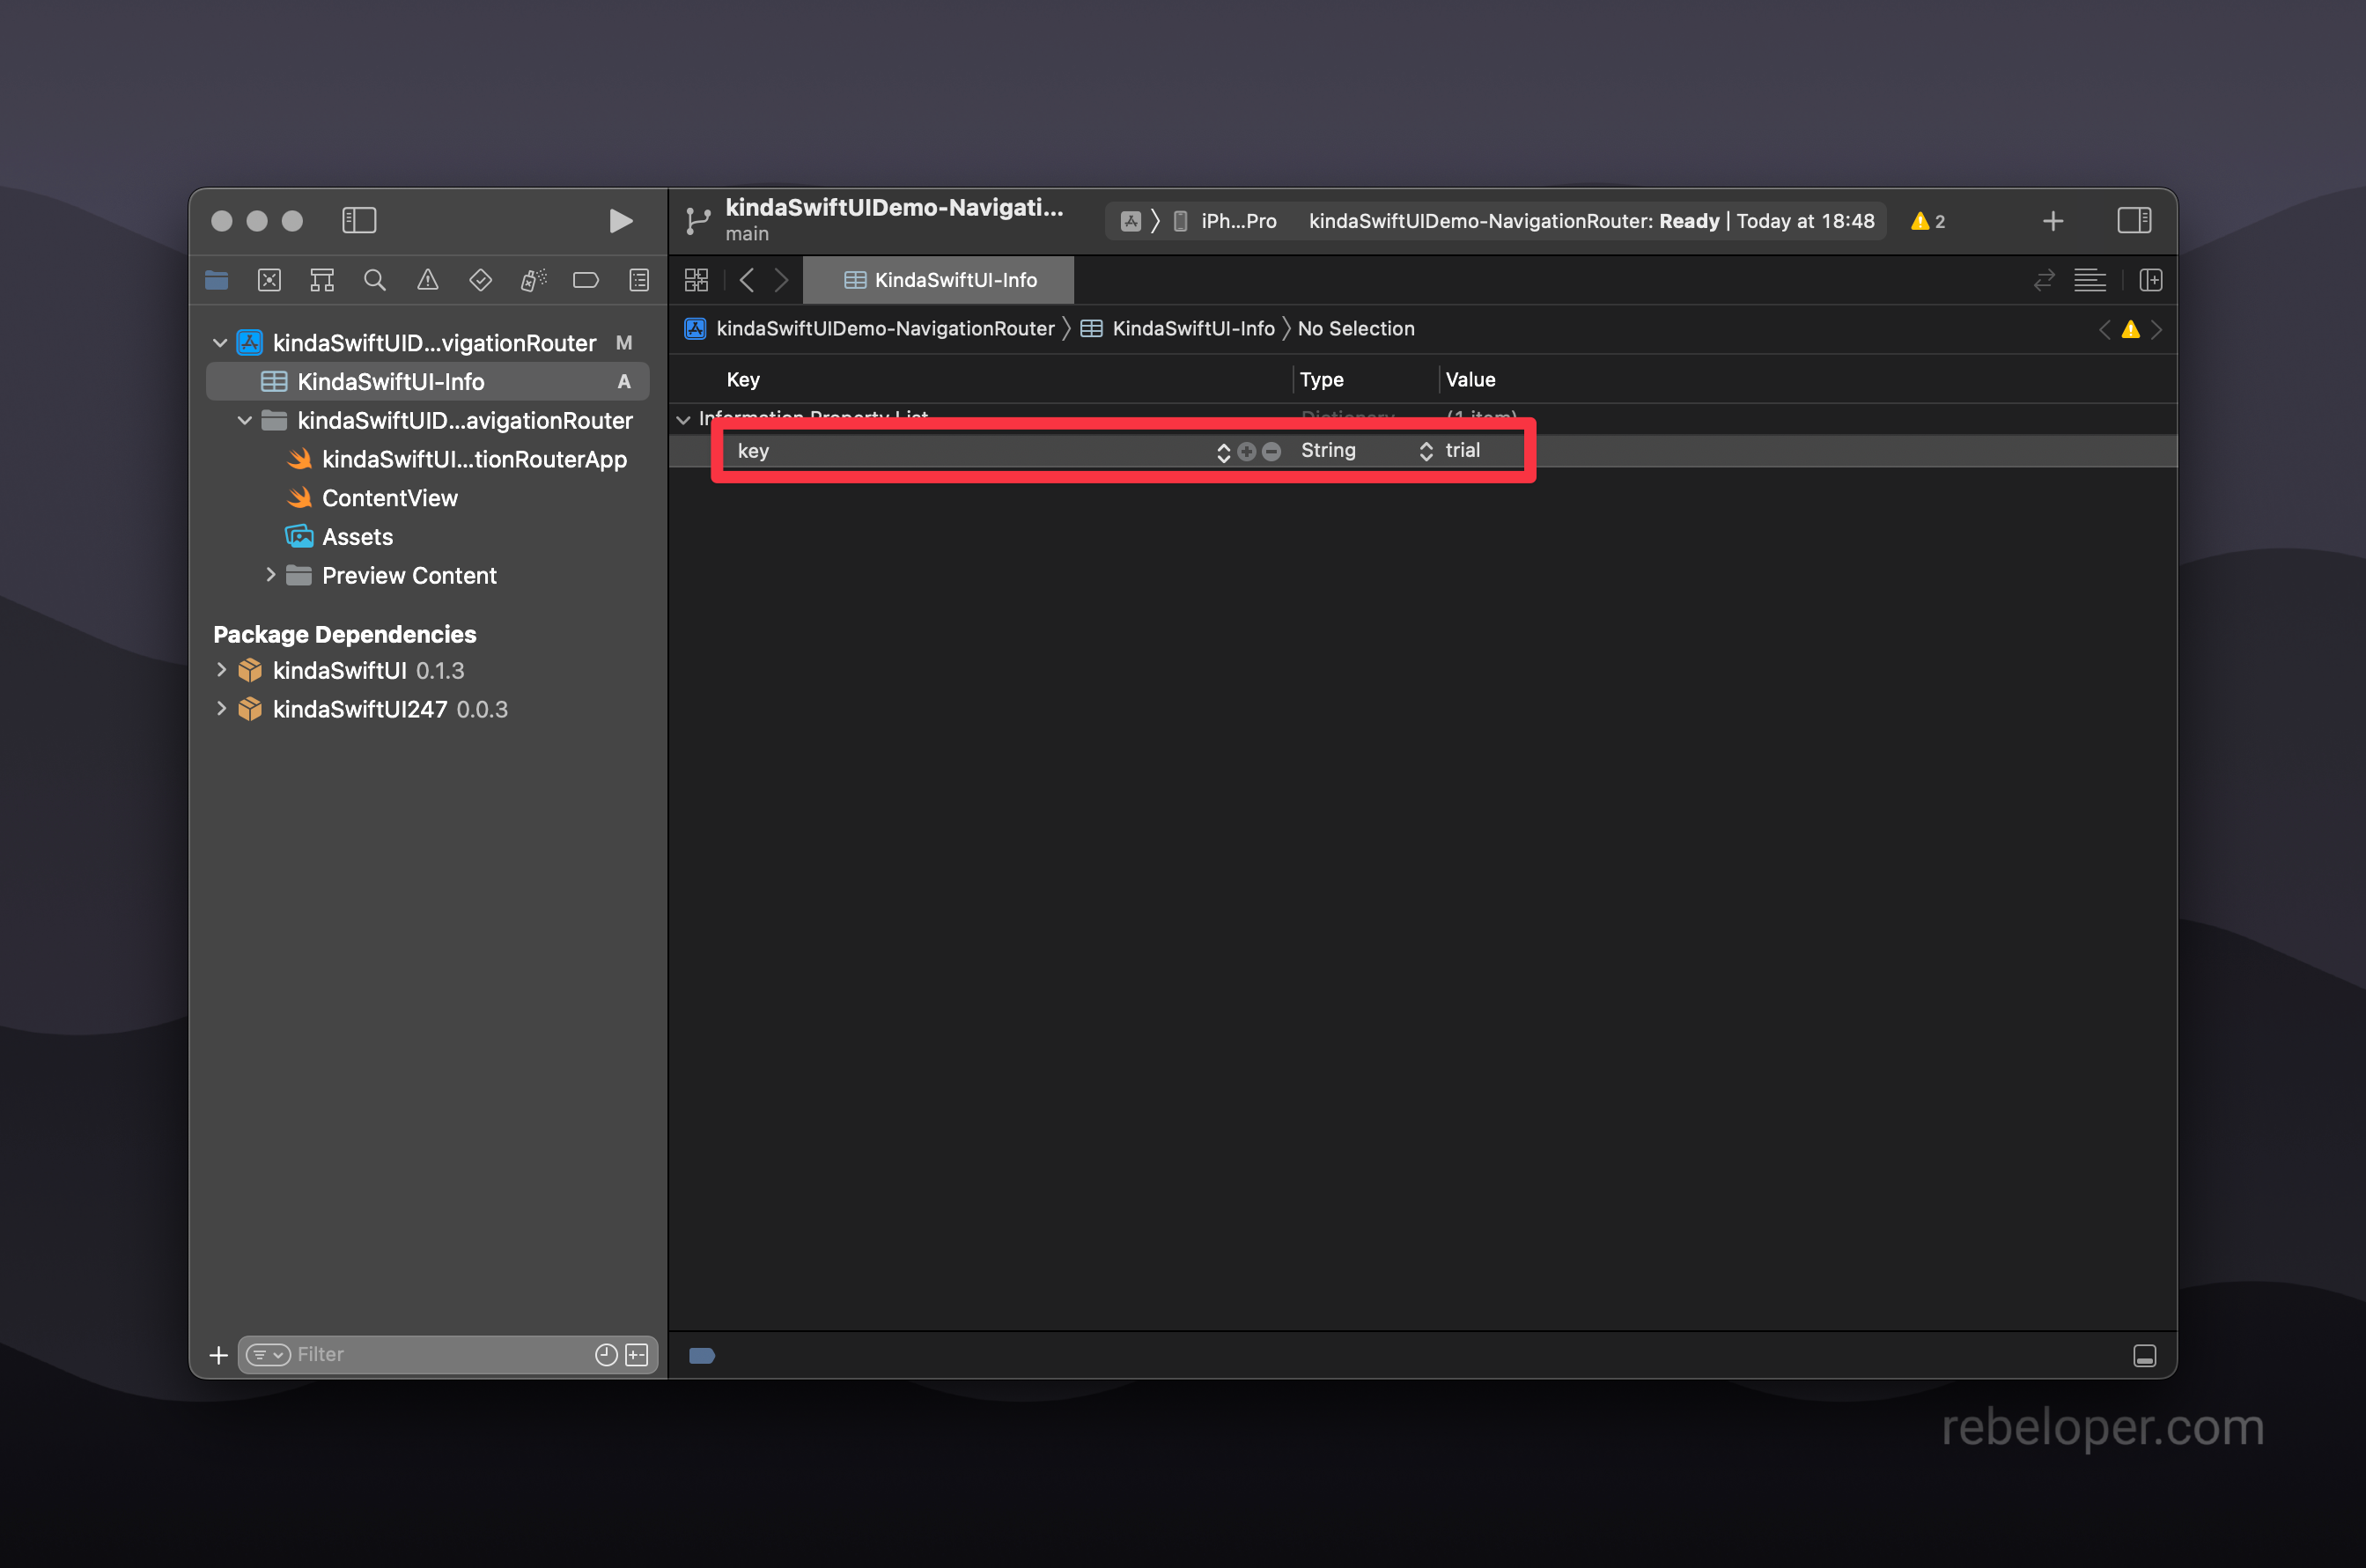 kindaSwiftUIDemo-Navigati...
main
iPh...Pro
kindaSwiftUIDemo-NavigationRouter: Ready | Today at 18:48
2
KindaSwiftUI-Info
kindaSwiftUIDemo-NavigationRouter
KindaSwiftUI-Info
No Selection
kindaSwiftUID...vigationRouter M
KindaSwiftUI-Info A
kindaSwiftUID...avigationRouter
kindaSwiftUI...tionRouterApp
ContentView
Assets
Preview Content
Package Dependencies
kindaSwiftUI 0.1.3
kindaSwiftUI247 0.0.3
Filter
Key Type Value
Information Property List Dictionary (1 item)
key String trial
rebeloper.com